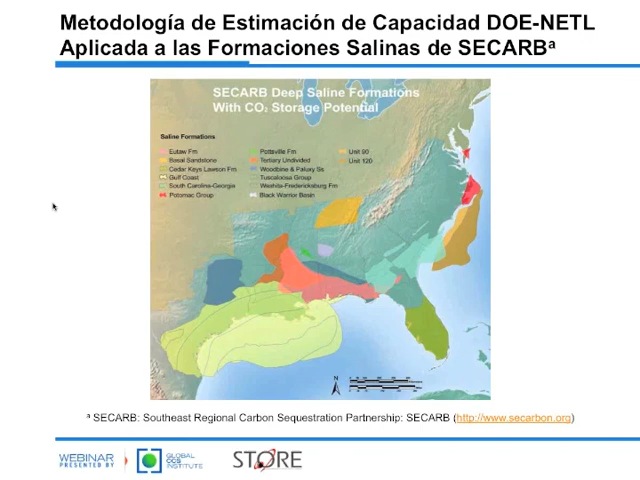 Metodología de Estimación de Capacidad DOE-NETL
Aplicada a las Formaciones Salinas de SECARBª
SECARB Deep Saline Formations
With CO₂ Storage Potential
Saline Formations
Eutaw Fm
Basal Sandstone
Cedar Keys Lawson Fm
Gulf Coast
South Carolina-Georgia
Potomac Group
Pottsville Fm
Tertiary Undivided
Woodbine & Paluxy Ss
Tuscaloosa Group
Washita-Fredericksburg Fm
Black Warrior Basin
Unit 90
Unit 120
N
ª SECARB: Southeast Regional Carbon Sequestration Partnership: SECARB (http://www.secarbon.org)
WEBINAR
PRESENTED BY
GLOBAL
CCS
INSTITUTE
STORE